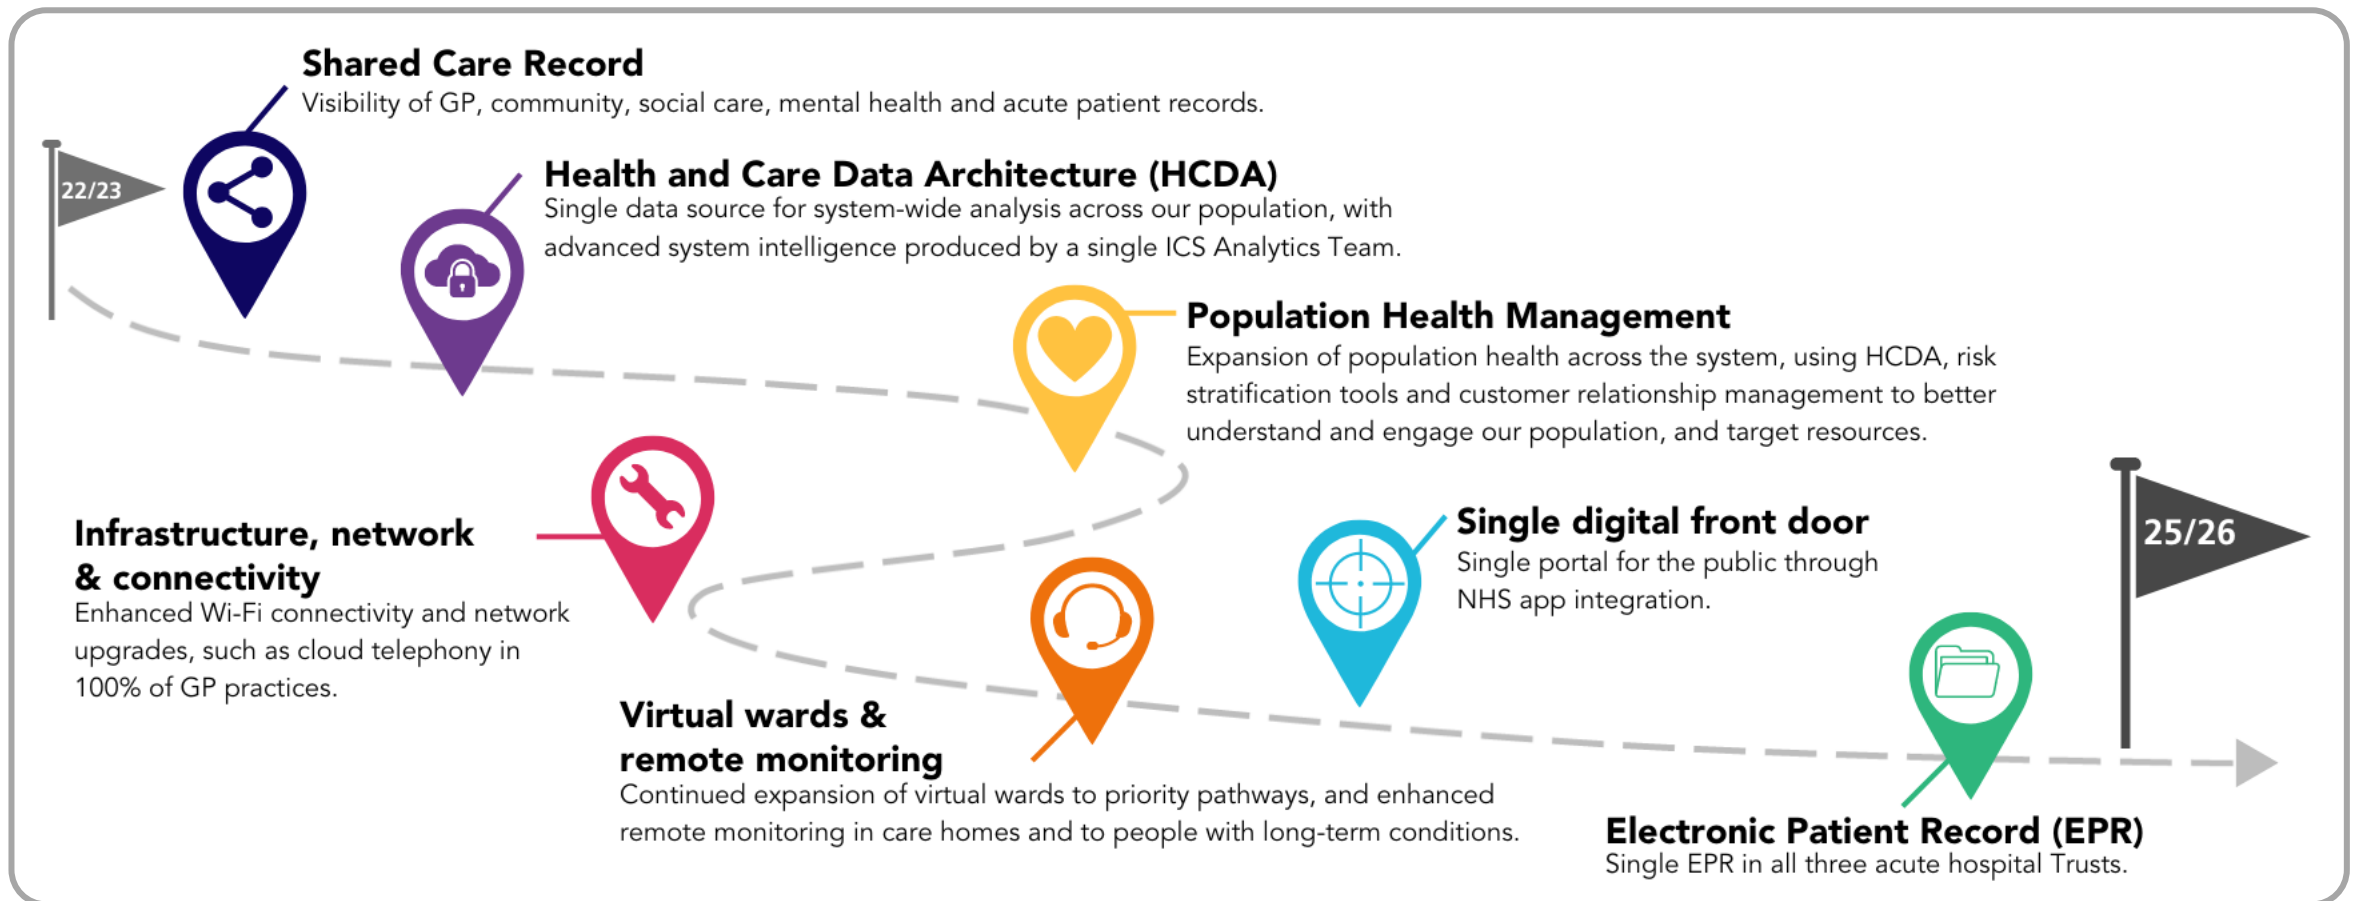 Shared Care Record
Visibility of GP, community, social care, mental health and acute patient records.
22/23
Health and Care Data Architecture (HCDA)
Single data source for system-wide analysis across our population, with
advanced system intelligence produced by a single ICS Analytics Team.
Population Health Management
Expansion of population health across the system, using HCDA, risk
stratification tools and customer relationship management to better
understand and engage our population, and target resources.
Infrastructure, network
& connectivity
Enhanced Wi-Fi connectivity and network
upgrades, such as cloud telephony in
100% of GP practices.
Virtual wards &
remote monitoring
Continued expansion of virtual wards to priority pathways, and enhanced
remote monitoring in care homes and to people with long-term conditions.
Single digital front door
Single portal for the public through
NHS app integration.
25/26
Electronic Patient Record (EPR)
Single EPR in all three acute hospital Trusts.